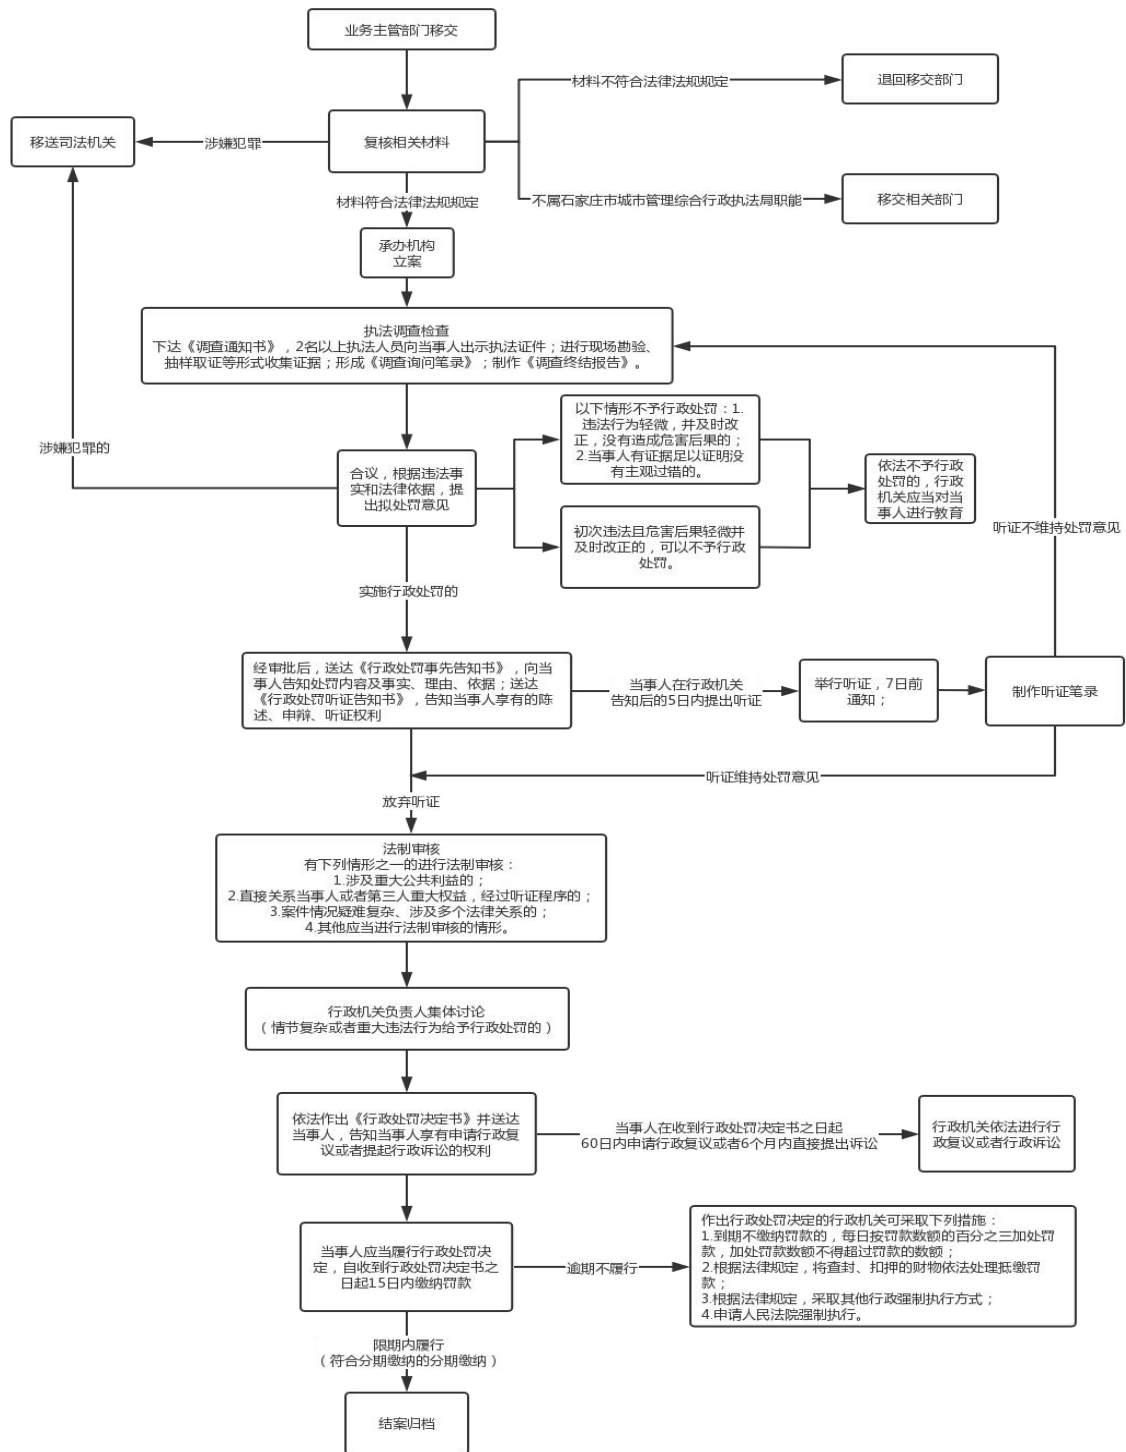 业务主管部门移交
材料不符合法律法规规定
退回移交部门
移送司法机关
涉嫌犯罪
复核相关材料
材料符合法律法规规定
不属石家庄市城市管理综合行政执法局职能
移交相关部门
承办机构
立案
执法调查检查
下达《调查通知书》，2名以上执法人员向当事人出示执法证件；进行现场勘验、
抽样取证等形式收集证据；形成《调查询问笔录》；制作《调查终结报告》。
以下情形不予行政处罚：1.
违法行为轻微，并及时改
正，没有造成危害后果的；
2.当事人有证据足以证明没
有主观过错的。
涉嫌犯罪的
合议，根据违法事
实和法律依据，提
出拟处罚意见
依法不予行政
处罚的，行政
机关应当对当
事人进行教育
初次违法且危害后果轻微并
及时改正的，可以不予行政
处罚。
听证不维持处罚意见
实施行政处罚的
经审批后，送达《行政处罚事先告知书》，向当
事人告知处罚内容及事实、理由、依据；送达
《行政处罚听证告知书》，告知当事人享有的陈
述、申辩、听证权利
当事人在行政机关
告知后的5日内提出听证
举行听证，7日前
通知；
制作听证笔录
听证维持处罚意见
放弃听证
法制审核
有下列情形之一的进行法制审核：
1.涉及重大公共利益的；
2.直接关系当事人或者第三人重大权益，经过听证程序的；
3.案件情况疑难复杂、涉及多个法律关系的；
4.其他应当进行法制审核的情形。
行政机关负责人集体讨论
（情节复杂或者重大违法行为给予行政处罚的）
依法作出《行政处罚决定书》并送达
当事人，告知当事人享有申请行政复
议或者提起行政诉讼的权利
当事人在收到行政处罚决定书之日起
60日内申请行政复议或者6个月内直接提出诉讼
行政机关依法进行行
政复议或者行政诉讼
当事人应当履行行政处罚决
定，自收到行政处罚决定书之
日起15日内缴纳罚款
逾期不履行
作出行政处罚决定的行政机关可采取下列措施：
1.到期不缴纳罚款的，每日按罚款数额的百分之三加处罚
款，加处罚款数额不得超过罚款的数额；
2.根据法律规定，将查封、扣押的财物依法处理抵缴罚
款；
3.根据法律规定，采取其他行政强制执行方式；
4.申请人民法院强制执行。
限期内履行
（符合分期缴纳的分期缴纳）
结案归档